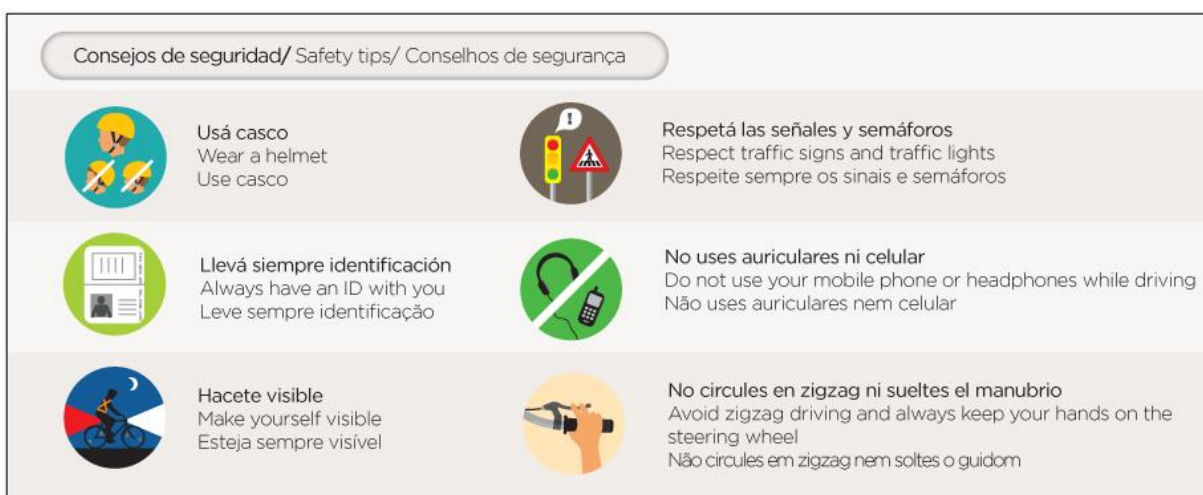 Consejos de seguridad/ Safety tips/ Conselhos de segurança
Usá casco
Wear a helmet
Use casco
Respetá las señales y semáforos
Respect traffic signs and traffic lights
Respeite sempre os sinais e semáforos
Llevá siempre identificación
Always have an ID with you
Leve sempre identificação
No uses auriculares ni celular
Do not use your mobile phone or headphones while driving
Não uses auriculares nem celular
Hacete visible
Make yourself visible
Esteja sempre visível
No circules en zigzag ni sueltes el manubrio
Avoid zigzag driving and always keep your hands on the
steering wheel
Não circules em zigzag nem soltes o guidom